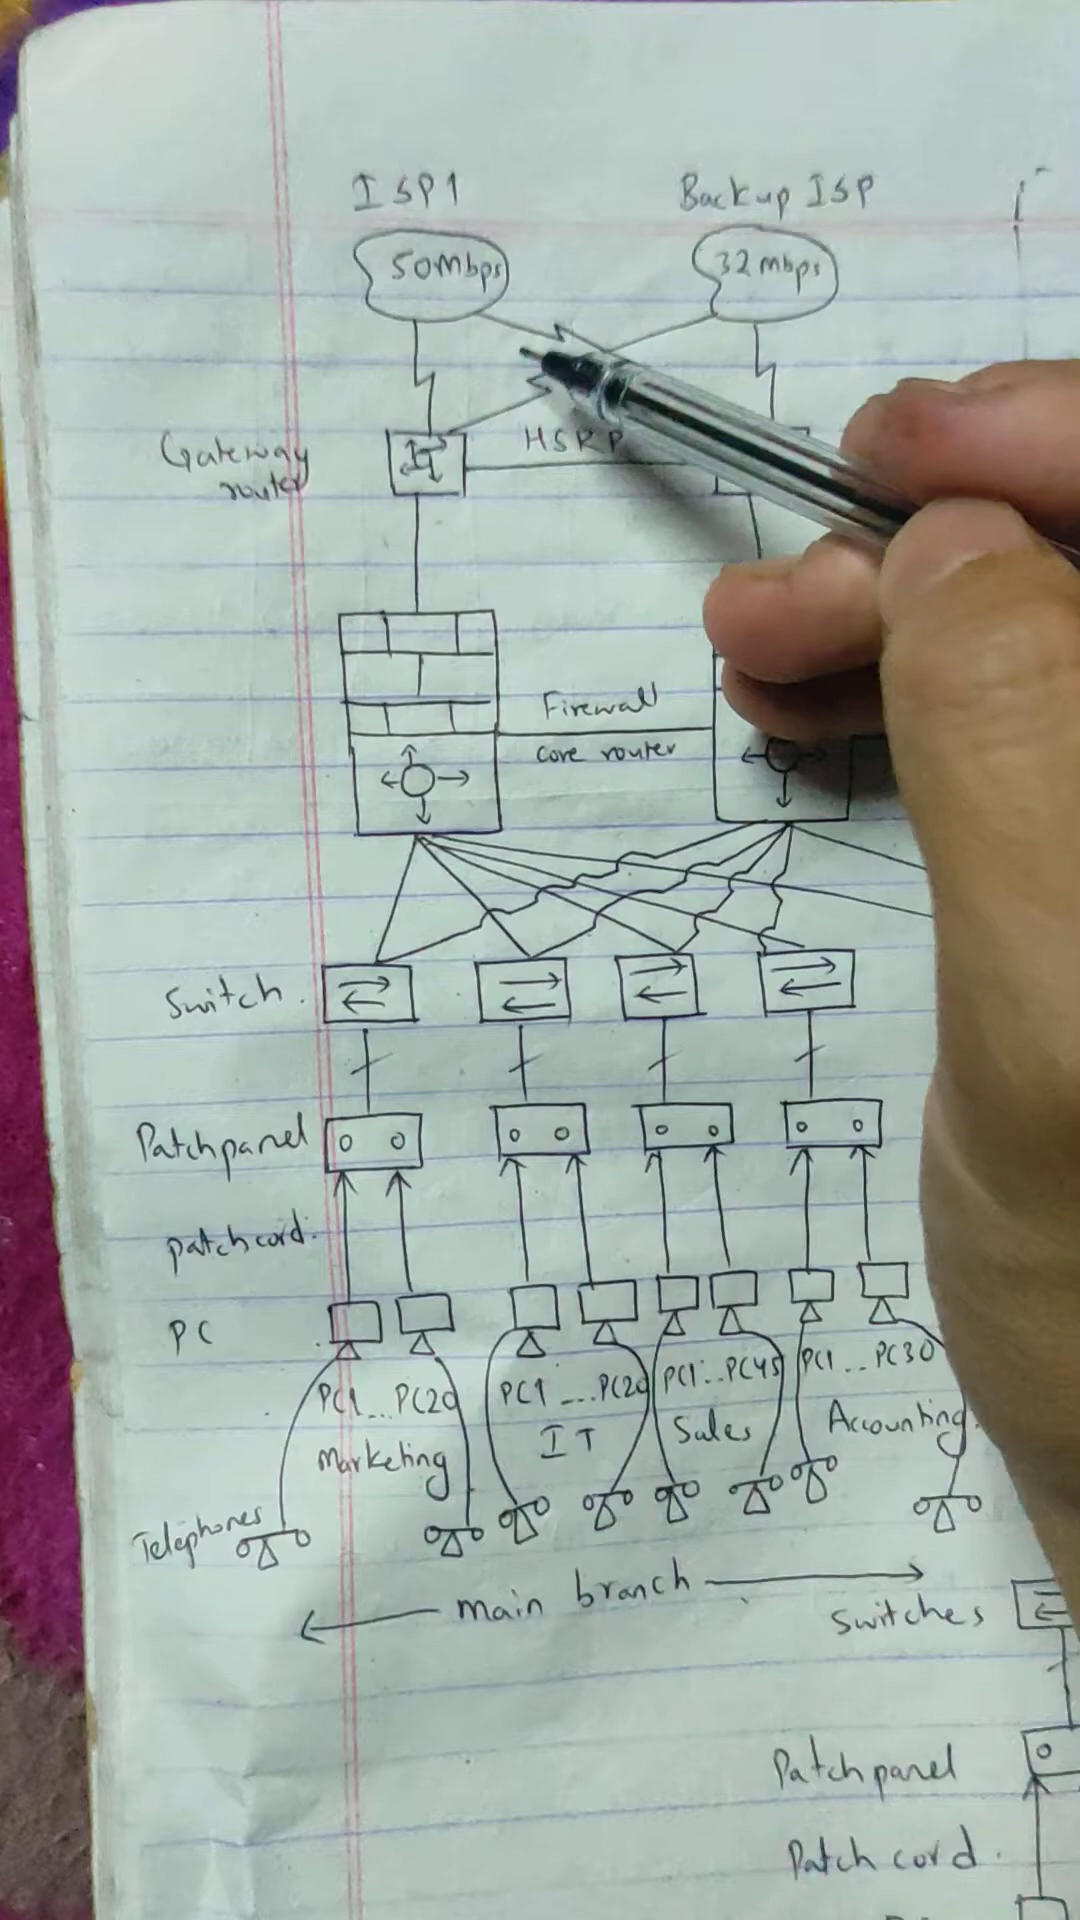 ISP1
Backup ISP
50Mbps
32mbps
Gateway
router
HSRP
Firewall
core router
Switch.
Patchpanel
patchcord.
PC
PC1...PC20
PC1....PC20
PC1...PC45
PC1...PC30
Marketing
IT
Sales
Accounting
Telephones
main branch
Switches
Patchpanel
Patch cord.